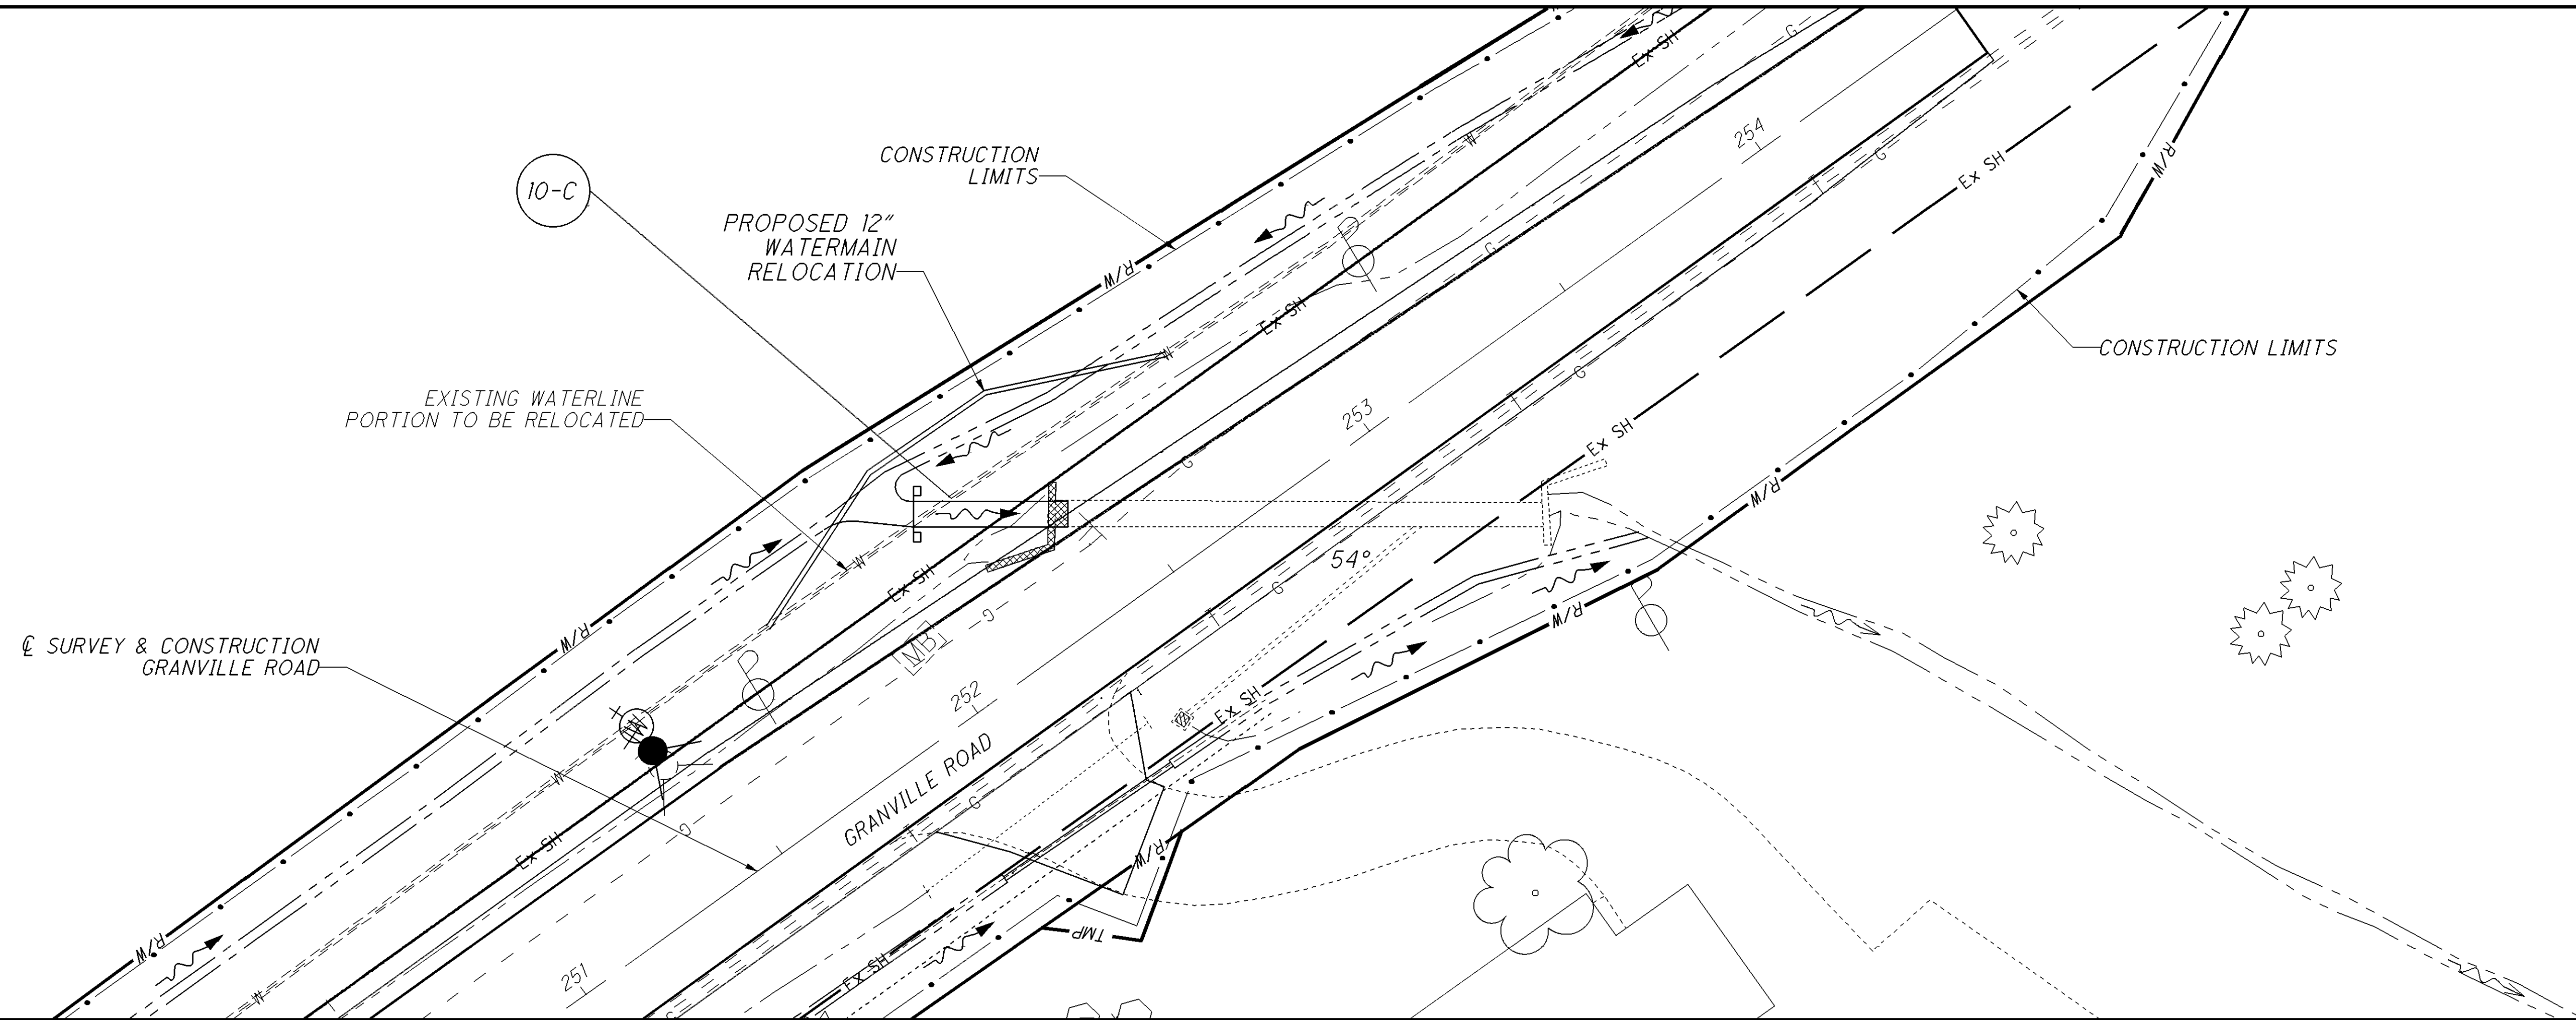 Ex SH
G
254
CONSTRUCTION
LIMITS
R/W
W
G
Ex SH
10-C
PROPOSED 12"
WATERMAIN
RELOCATION
R/W
G
Ex SH
CONSTRUCTION LIMITS
EXISTING WATERLINE
PORTION TO BE RELOCATED
W
253
G
Ex SH
G
R/W
W
Ex SH
54°
G
R/W
℄ SURVEY & CONSTRUCTION
GRANVILLE ROAD
R/W
G
MB
252
Ex SH
W
GRANVILLE ROAD
W
G
G
Ex SH
R/W
TMP
R/W
251
Ex SH
W
G